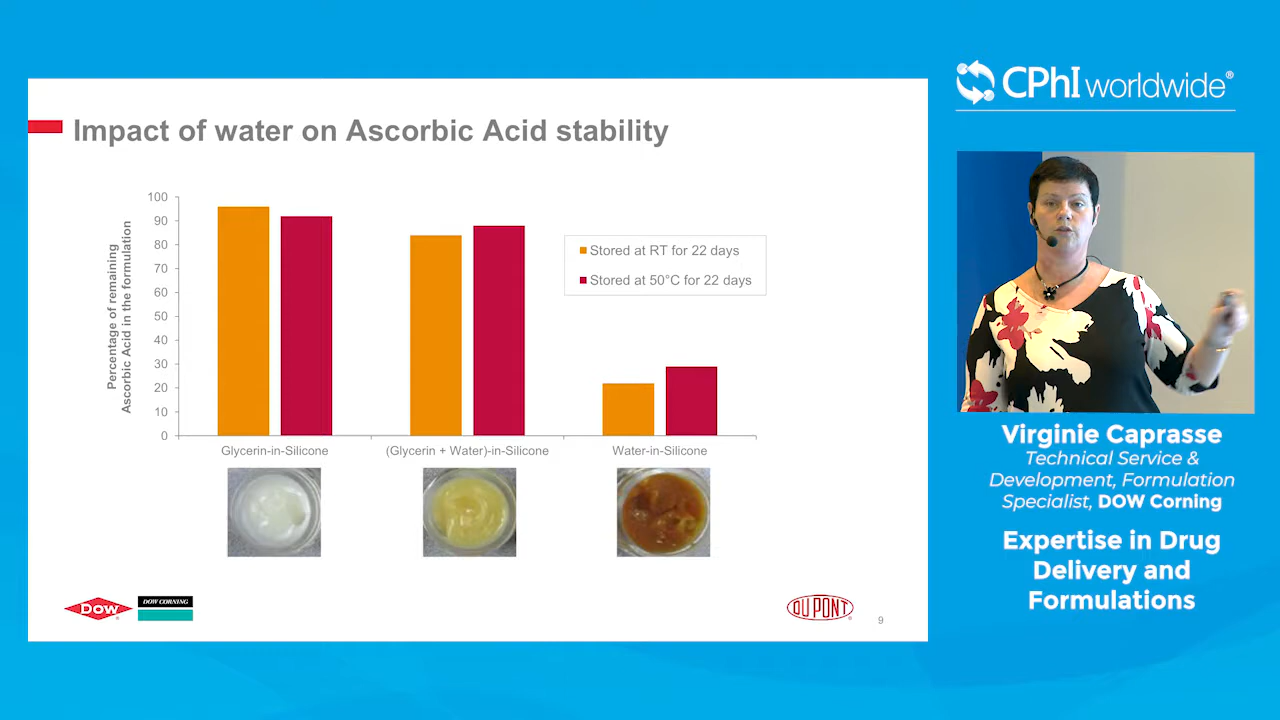 CPhI worldwide®
Impact of water on Ascorbic Acid stability
Percentage of remaining
Ascorbic Acid in the formulation
100
90
80
70
60
50
40
30
20
10
0
Stored at RT for 22 days
Stored at 50°C for 22 days
Glycerin-in-Silicone
(Glycerin + Water)-in-Silicone
Water-in-Silicone
DOW
DOW CORNING
DU PONT
9
Virginie Caprasse
Technical Service &
Development, Formulation
Specialist, DOW Corning
Expertise in Drug
Delivery and
Formulations